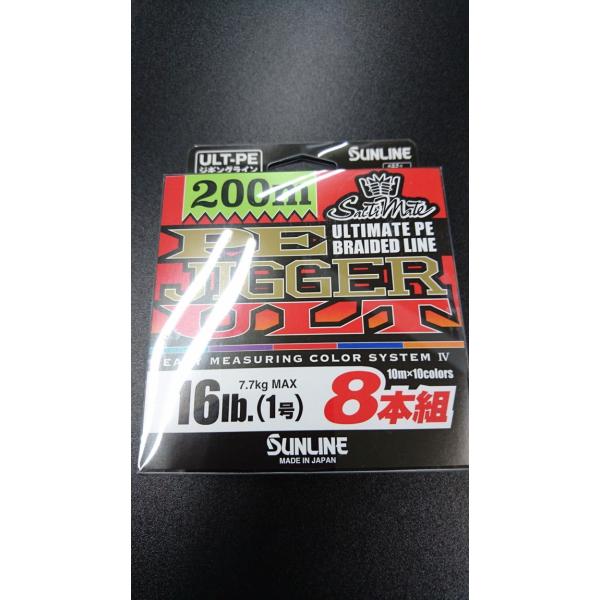 ULT-PE
ジギングライン
SUNLINE
200m
SaltiMate
ULTIMATE PE
BRAIDED LINE
PE
JIGGER
ULT
EASY MEASURING COLOR SYSTEM IV
10m×10colors
7.7kg MAX
16lb.(1号)
8本組
SUNLINE
MADE IN JAPAN